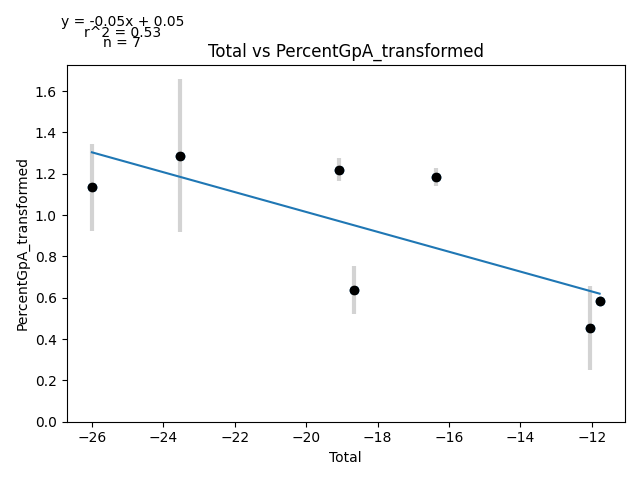 y = -0.05x + 0.05
r^2 = 0.53
n = 7
Total vs PercentGpA_transformed
PercentGpA_transformed
1.6
1.4
1.2
1.0
0.8
0.6
0.4
0.2
0.0
−26
−24
−22
−20
−18
−16
−14
−12
Total